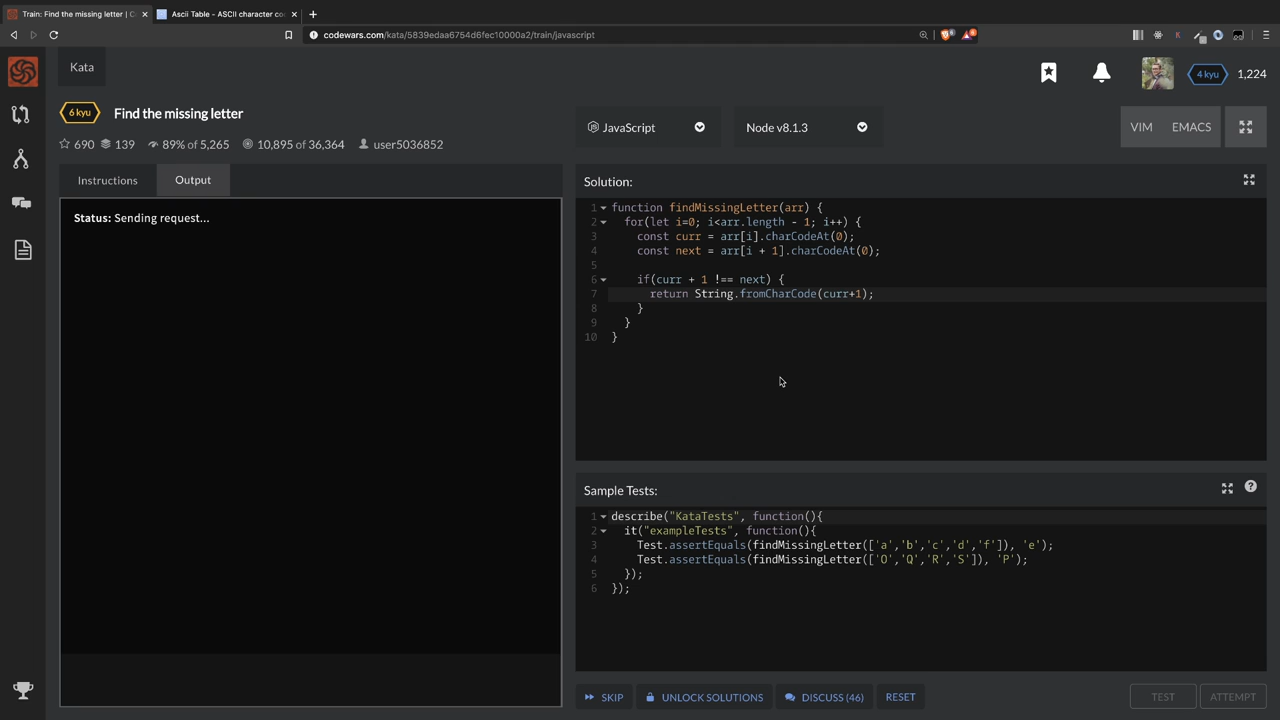 Train: Find the missing letter | C
Ascii Table - ASCII character co
codewars.com/kata/5839edaa6754d6fec10000a2/train/javascript
Kata
4 kyu
1,224
6 kyu
Find the missing letter
JavaScript
Node v8.1.3
VIM
EMACS
690
139
89% of 5,265
10,895 of 36,364
user5036852
Instructions
Output
Solution:
Status: Sending request...
1 function findMissingLetter(arr) {
2 for(let i=0; i<arr.length - 1; i++) {
3 const curr = arr[i].charCodeAt(0);
4 const next = arr[i + 1].charCodeAt(0);
5
6 if(curr + 1 !== next) {
7 return String.fromCharCode(curr+1);
8 }
9 }
10 }
Sample Tests:
1 describe("KataTests", function(){
2 it("exampleTests", function(){
3 Test.assertEquals(findMissingLetter(['a','b','c','d','f']), 'e');
4 Test.assertEquals(findMissingLetter(['O','Q','R','S']), 'P');
5 });
6 });
SKIP
UNLOCK SOLUTIONS
DISCUSS (46)
RESET
TEST
ATTEMPT